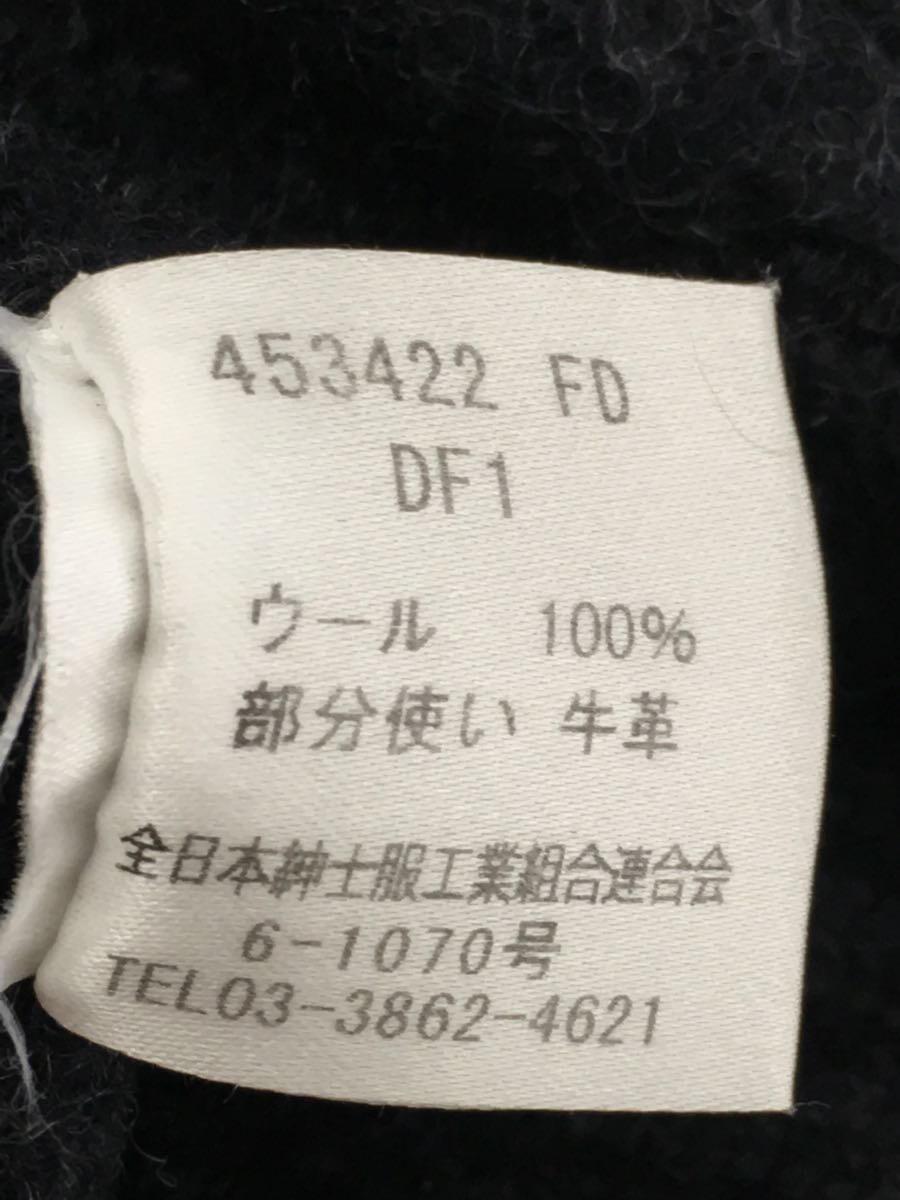 453422 FD
DF1
ウール 100%
部分使い 牛革
全日本紳士服工業組合連合会
6-1070号
TEL03-3862-4621